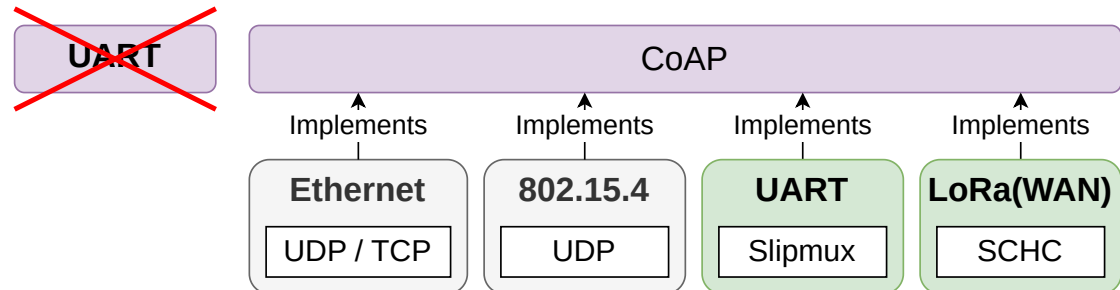 UART
CoAP
Implements Implements Implements Implements
Ethernet 802.15.4 UART LoRa(WAN)
UDP / TCP UDP Slipmux SCHC